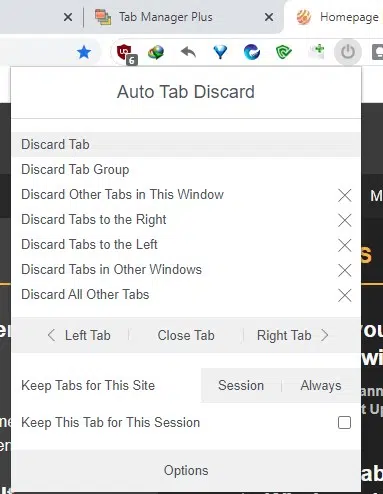 Tab Manager Plus
Homepage
6
Auto Tab Discard
Discard Tab
Discard Tab Group
Discard Other Tabs in This Window
Discard Tabs to the Right
Discard Tabs to the Left
Discard Tabs in Other Windows
Discard All Other Tabs
Left Tab
Close Tab
Right Tab
Keep Tabs for This Site
Session
Always
Keep This Tab for This Session
Options